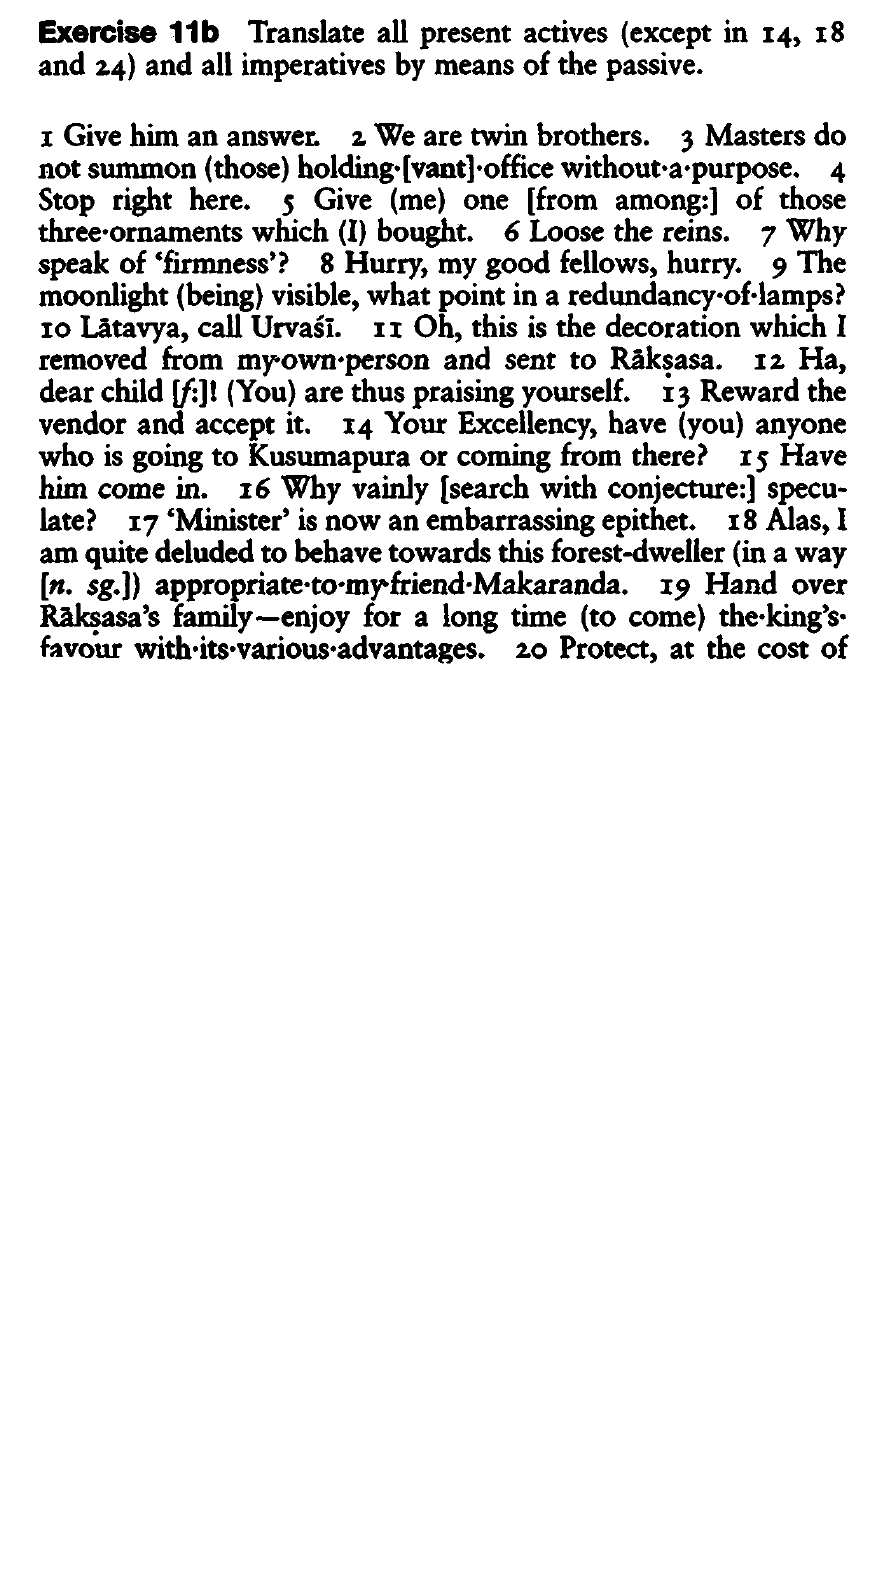 Exercise 11b Translate all present actives (except in 14, 18
and 24) and all imperatives by means of the passive.
1 Give him an answer. 2 We are twin brothers. 3 Masters do
not summon (those) holding·[vant]·office without·a·purpose. 4
Stop right here. 5 Give (me) one [from among:] of those
three·ornaments which (I) bought. 6 Loose the reins. 7 Why
speak of ‘firmness’? 8 Hurry, my good fellows, hurry. 9 The
moonlight (being) visible, what point in a redundancy·of·lamps?
10 Lātavya, call Urvaśī. 11 Oh, this is the decoration which I
removed from my·own·person and sent to Rākṣasa. 12 Ha,
dear child [f:]! (You) are thus praising yourself. 13 Reward the
vendor and accept it. 14 Your Excellency, have (you) anyone
who is going to Kusumapura or coming from there? 15 Have
him come in. 16 Why vainly [search with conjecture:] specu-
late? 17 ‘Minister’ is now an embarrassing epithet. 18 Alas, I
am quite deluded to behave towards this forest-dweller (in a way
[n. sg.]) appropriate·to·my·friend·Makaranda. 19 Hand over
Rākṣasa’s family—enjoy for a long time (to come) the·king’s·
favour with·its·various·advantages. 20 Protect, at the cost of